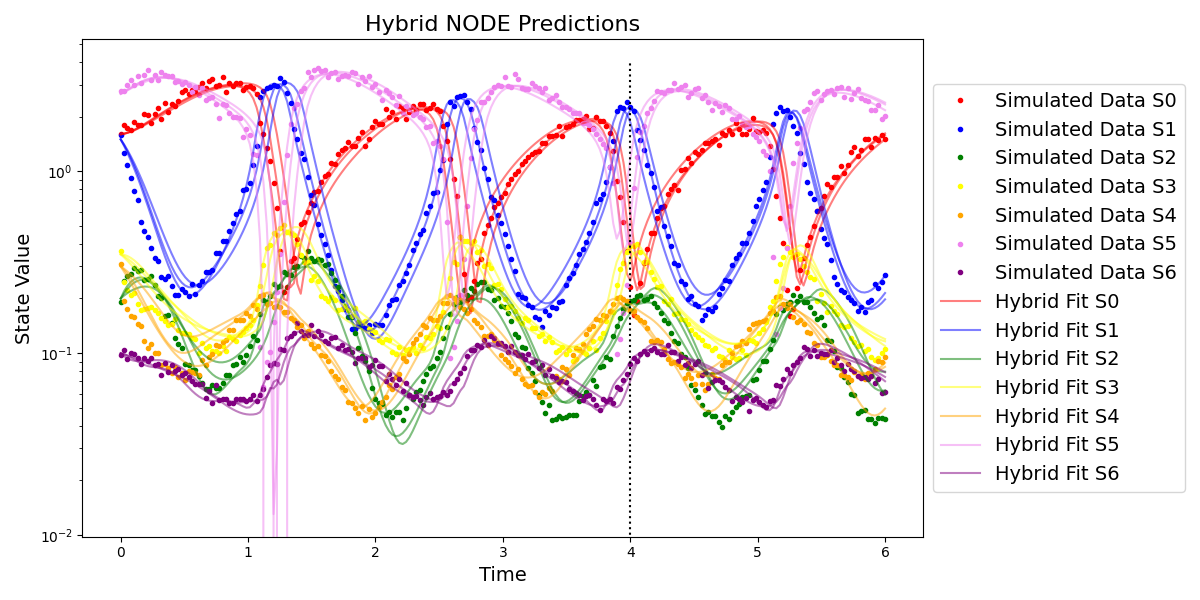 Hybrid NODE Predictions
State Value
10⁰
10⁻¹
10⁻²
0 1 2 3 4 5 6
Time
Simulated Data S0
Simulated Data S1
Simulated Data S2
Simulated Data S3
Simulated Data S4
Simulated Data S5
Simulated Data S6
Hybrid Fit S0
Hybrid Fit S1
Hybrid Fit S2
Hybrid Fit S3
Hybrid Fit S4
Hybrid Fit S5
Hybrid Fit S6